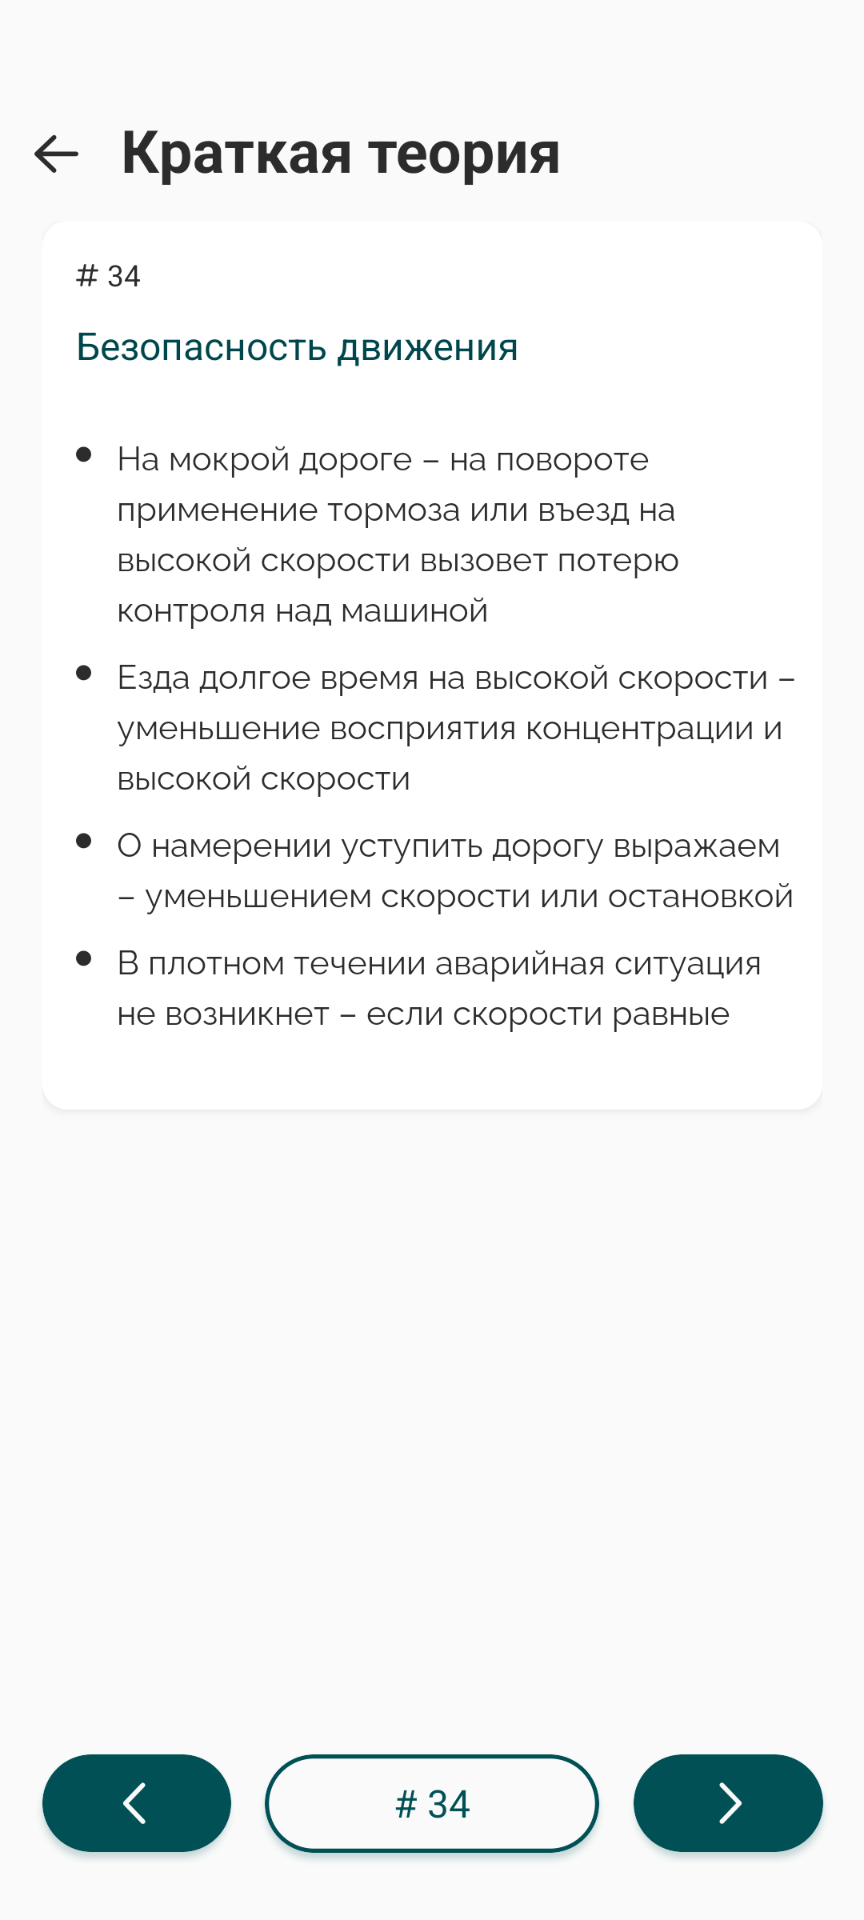 Краткая теория
# 34
Безопасность движения
• На мокрой дороге – на повороте
применение тормоза или въезд на
высокой скорости вызовет потерю
контроля над машиной
• Езда долгое время на высокой скорости –
уменьшение восприятия концентрации и
высокой скорости
• О намерении уступить дорогу выражаем
– уменьшением скорости или остановкой
• В плотном течении аварийная ситуация
не возникнет – если скорости равные
# 34